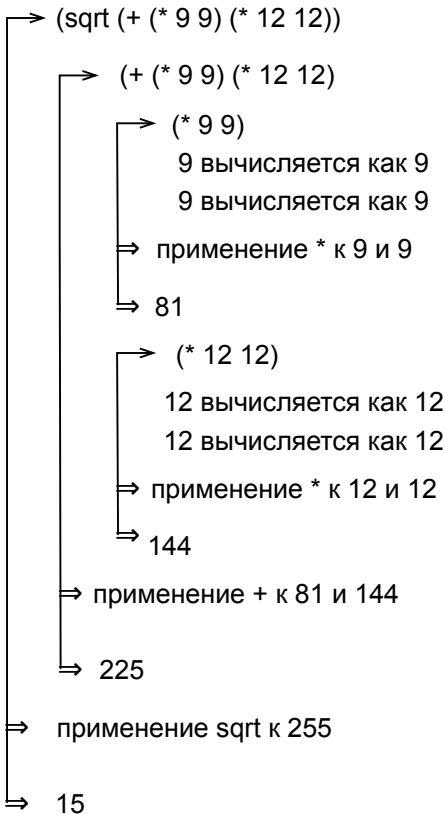 (sqrt (+ (* 9 9) (* 12 12))
(+ (* 9 9) (* 12 12)
(* 9 9)
9 вычисляется как 9
9 вычисляется как 9
применение * к 9 и 9
81
(* 12 12)
12 вычисляется как 12
12 вычисляется как 12
применение * к 12 и 12
144
применение + к 81 и 144
225
применение sqrt к 255
15